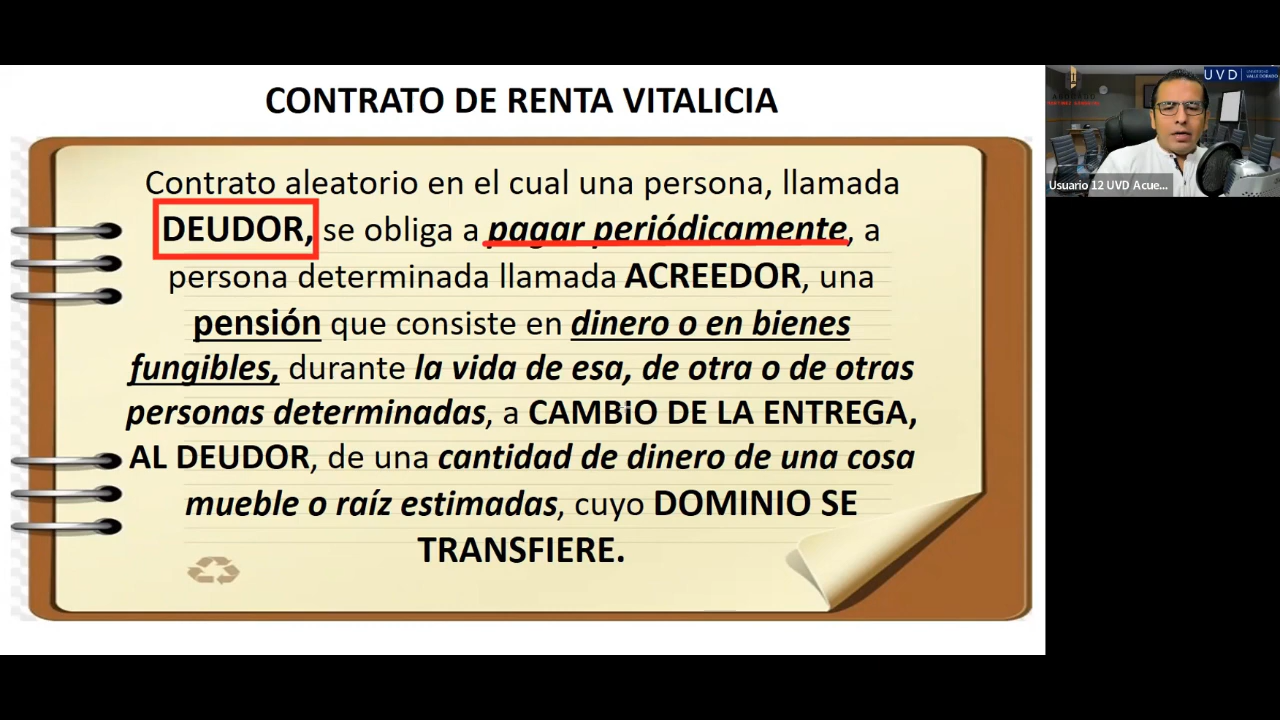 CONTRATO DE RENTA VITALICIA
Contrato aleatorio en el cual una persona, llamada
DEUDOR, se obliga a pagar periódicamente, a
persona determinada llamada ACREEDOR, una
pensión que consiste en dinero o en bienes
fungibles, durante la vida de esa, de otra o de otras
personas determinadas, a CAMBIO DE LA ENTREGA,
AL DEUDOR, de una cantidad de dinero de una cosa
mueble o raíz estimadas, cuyo DOMINIO SE
TRANSFIERE.
UVD
Usuario 12 UVD Acue...